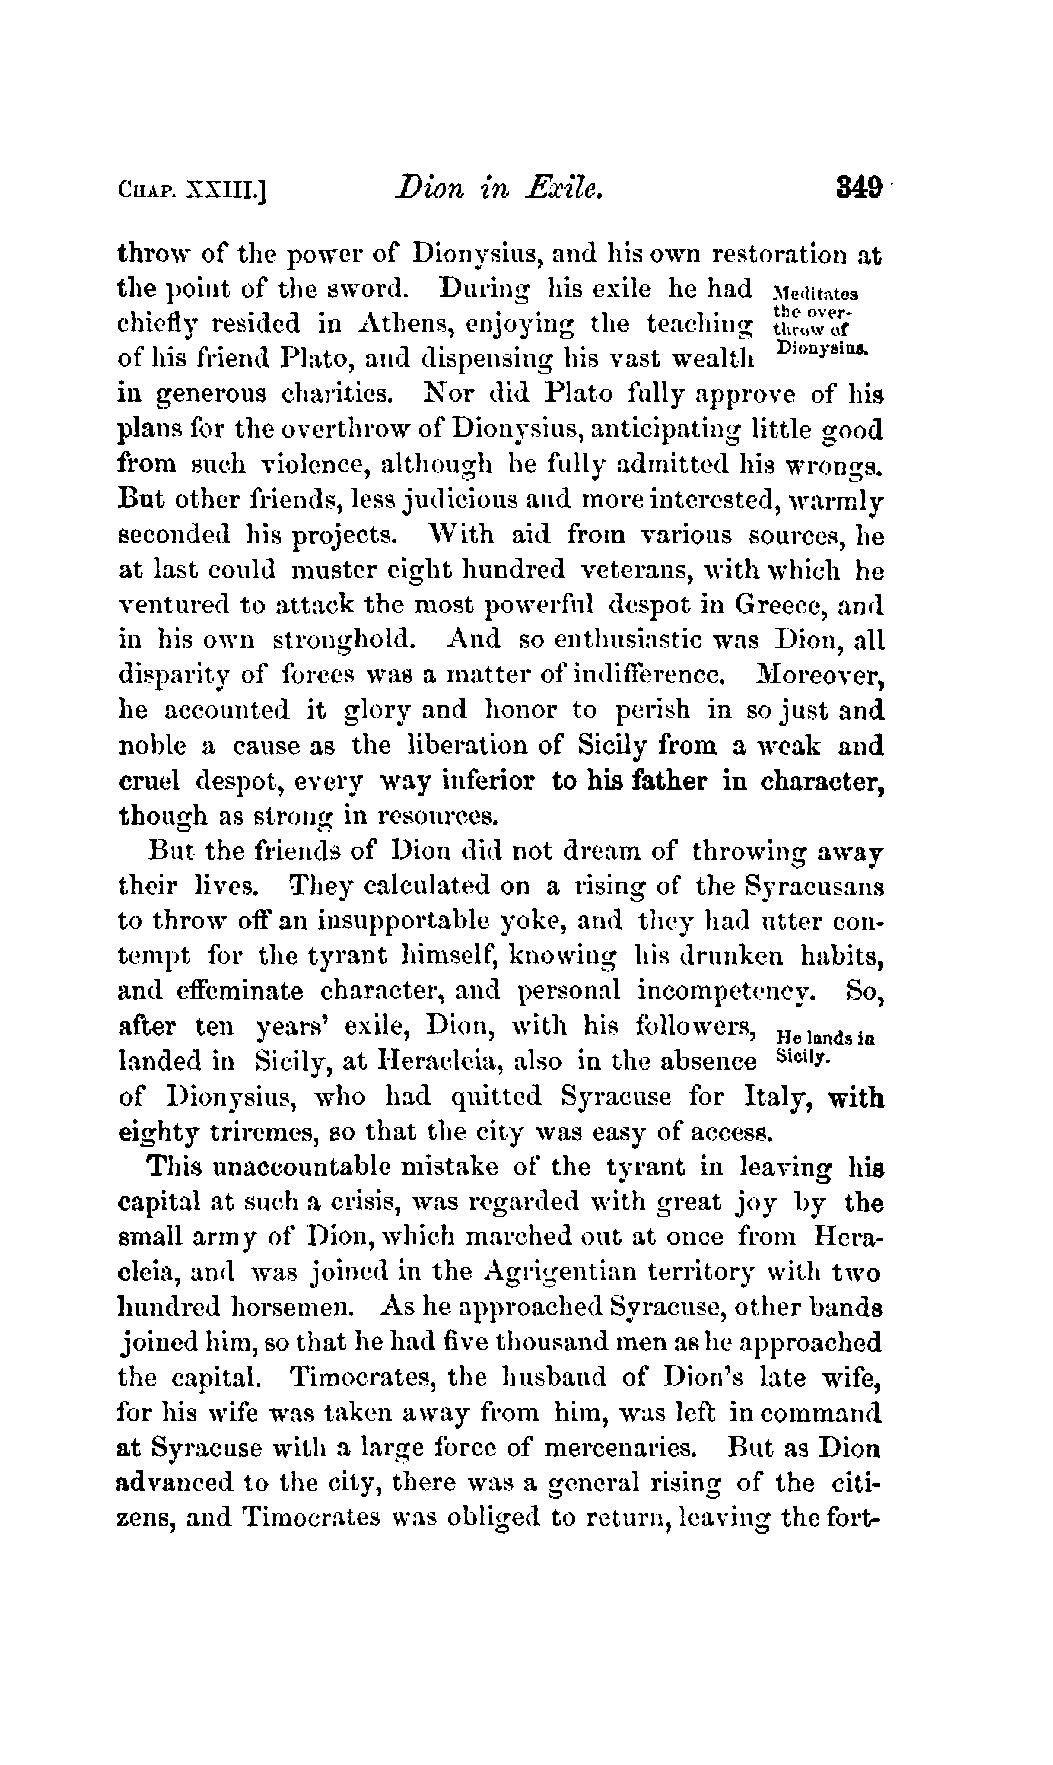 CHAP. XXIII.] Dion in Exile. 349
throw of the power of Dionysius, and his own restoration at
the point of the sword. During his exile he had
Meditates
the over-
throw of
Dionysius.
chiefly resided in Athens, enjoying the teaching
of his friend Plato, and dispensing his vast wealth
in generous charities. Nor did Plato fully approve of his
plans for the overthrow of Dionysius, anticipating little good
from such violence, although he fully admitted his wrongs.
But other friends, less judicious and more interested, warmly
seconded his projects. With aid from various sources, he
at last could muster eight hundred veterans, with which he
ventured to attack the most powerful despot in Greece, and
in his own stronghold. And so enthusiastic was Dion, all
disparity of forces was a matter of indifference. Moreover,
he accounted it glory and honor to perish in so just and
noble a cause as the liberation of Sicily from a weak and
cruel despot, every way inferior to his father in character,
though as strong in resources.
But the friends of Dion did not dream of throwing away
their lives. They calculated on a rising of the Syracusans
to throw off an insupportable yoke, and they had utter con-
tempt for the tyrant himself, knowing his drunken habits,
and effeminate character, and personal incompetency. So,
after ten years' exile, Dion, with his followers,
He lands in
Sicily.
landed in Sicily, at Heracleia, also in the absence
of Dionysius, who had quitted Syracuse for Italy, with
eighty triremes, so that the city was easy of access.
This unaccountable mistake of the tyrant in leaving his
capital at such a crisis, was regarded with great joy by the
small army of Dion, which marched out at once from Hera-
cleia, and was joined in the Agrigentian territory with two
hundred horsemen. As he approached Syracuse, other bands
joined him, so that he had five thousand men as he approached
the capital. Timocrates, the husband of Dion's late wife,
for his wife was taken away from him, was left in command
at Syracuse with a large force of mercenaries. But as Dion
advanced to the city, there was a general rising of the citi-
zens, and Timocrates was obliged to return, leaving the fort-